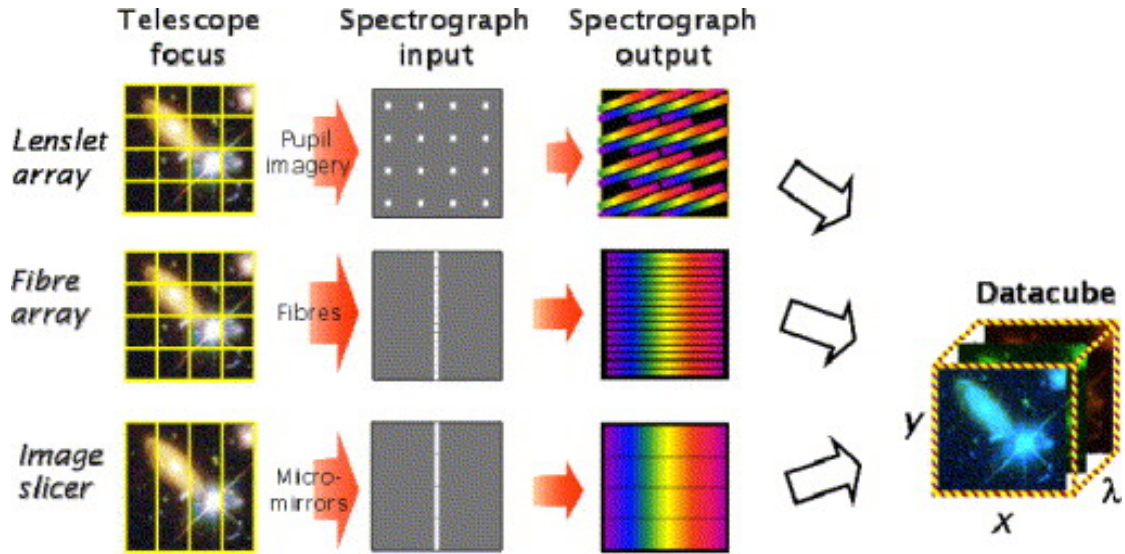 Telescope
focus
Spectrograph
input
Spectrograph
output
Lenslet
array
Pupil
imagery
Fibre
array
Fibres
Datacube
Image
slicer
Micro-
mirrors
y
x
λ